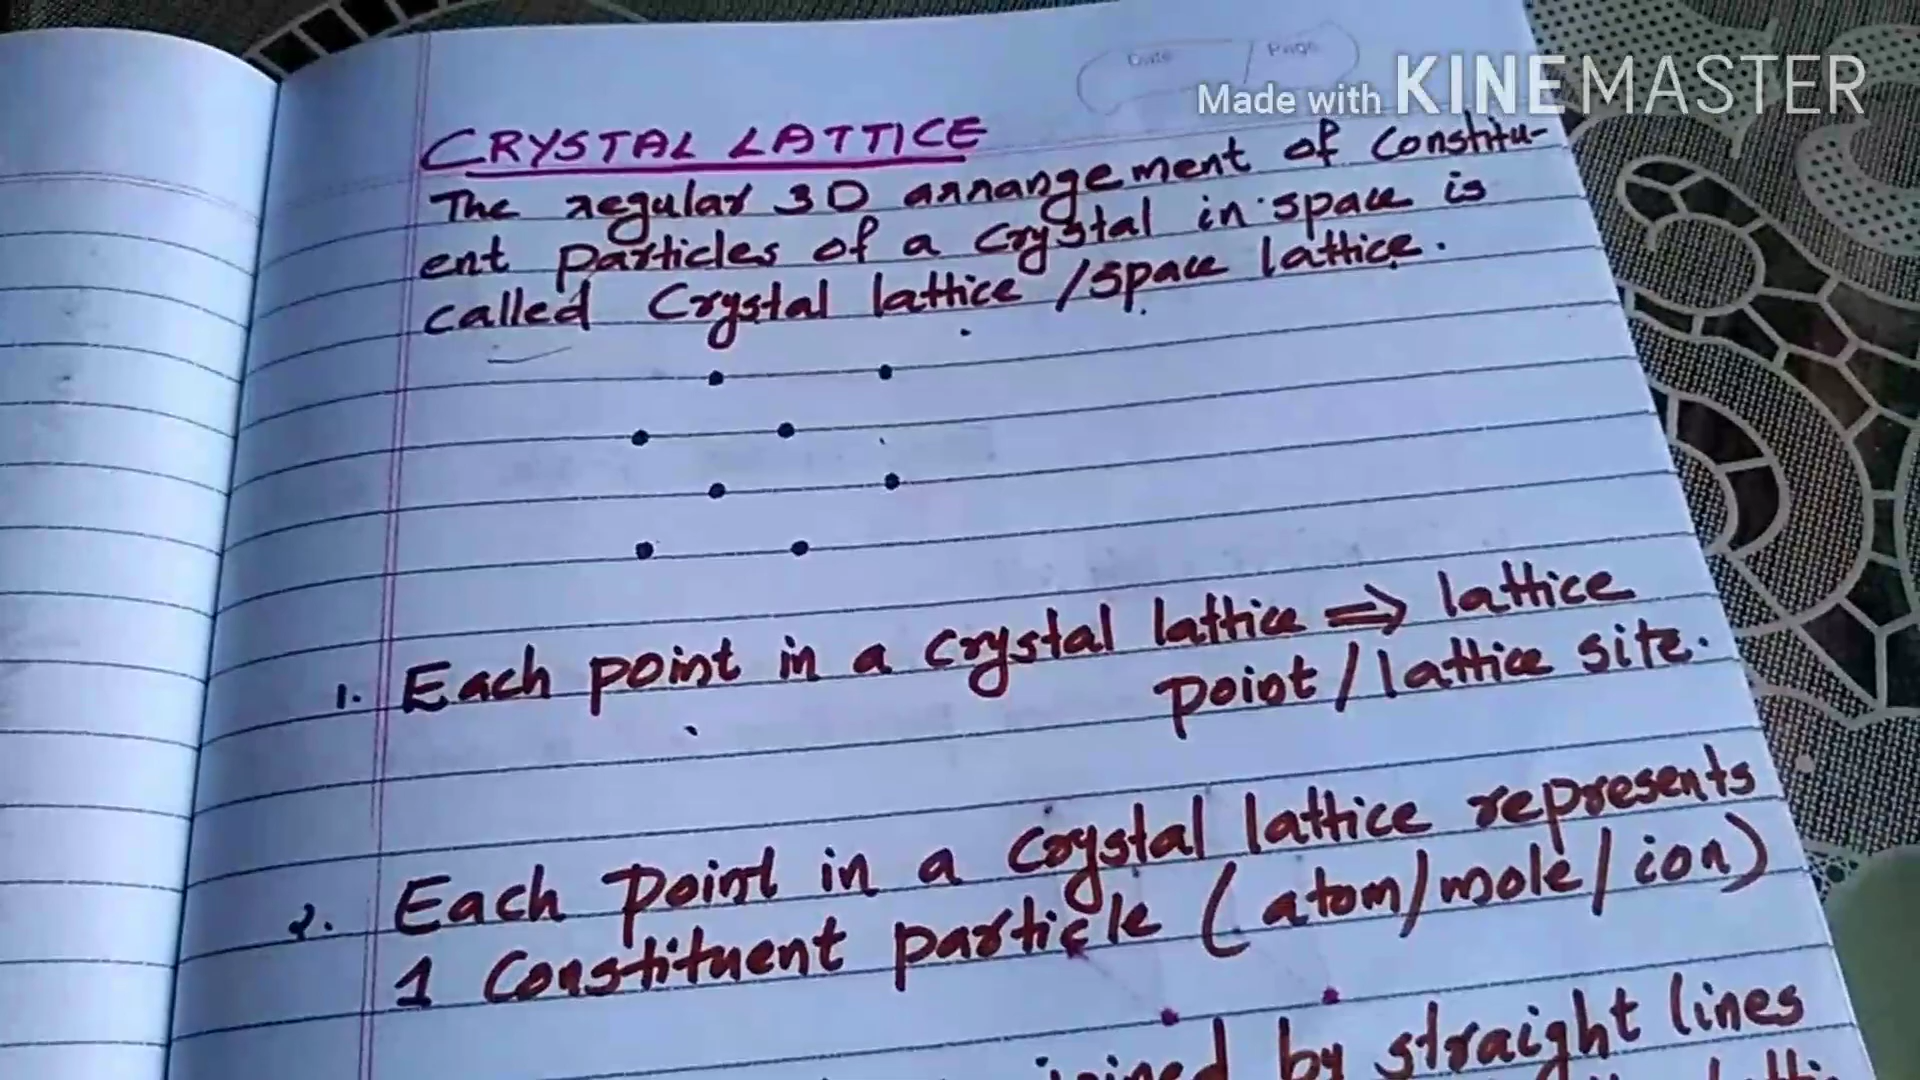 Date Page
Made with KINEMASTER
CRYSTAL LATTICE
The regular 3D arrangement of constitu-
ent particles of a crystal in space is
called Crystal lattice / space lattice.
1. Each point in a crystal lattice ⇒ lattice
point / lattice site.
2. Each point in a crystal lattice represents
1 Constituent particle (atom/mole/ion)
joined by straight lines